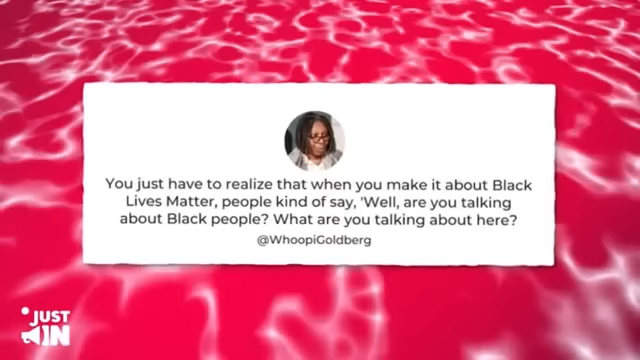 You just have to realize that when you make it about Black
Lives Matter, people kind of say, 'Well, are you talking
about Black people? What are you talking about here?
@WhoopiGoldberg
JUST
IN